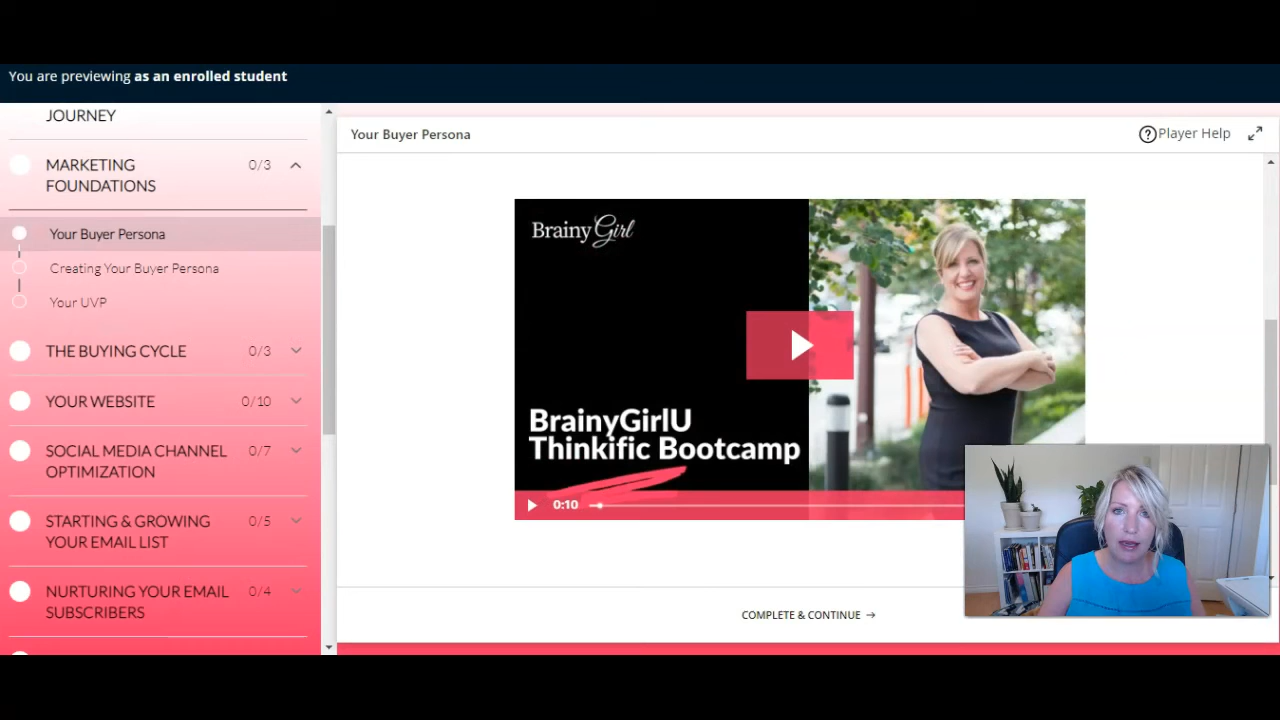 You are previewing as an enrolled student
JOURNEY
MARKETING 0/3
FOUNDATIONS
Your Buyer Persona
Creating Your Buyer Persona
Your UVP
THE BUYING CYCLE 0/3
YOUR WEBSITE 0/10
SOCIAL MEDIA CHANNEL 0/7
OPTIMIZATION
STARTING & GROWING 0/5
YOUR EMAIL LIST
NURTURING YOUR EMAIL 0/4
SUBSCRIBERS
Your Buyer Persona
? Player Help
Brainy Girl
BrainyGirlU
Thinkific Bootcamp
0:10
COMPLETE & CONTINUE →